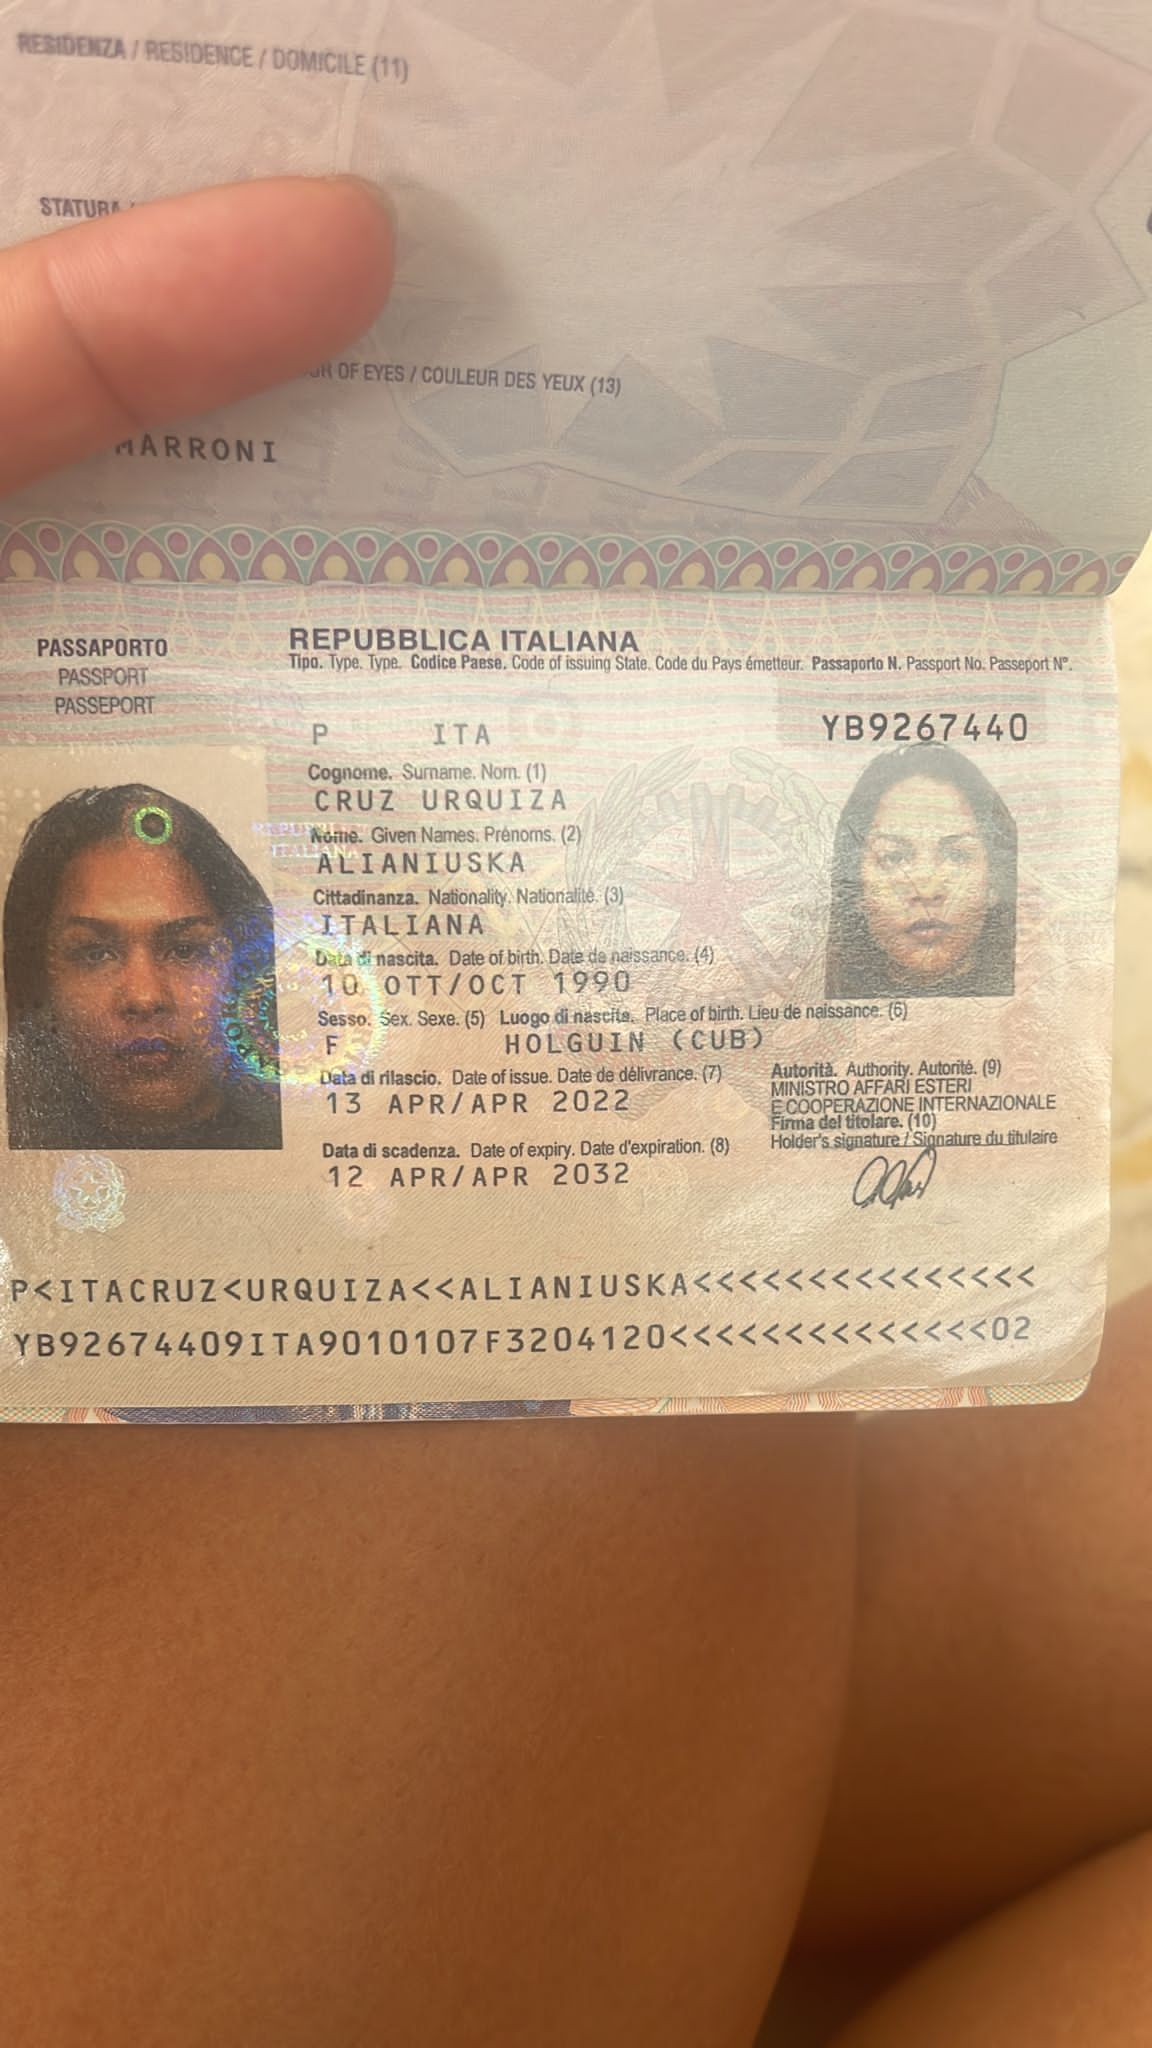 RESIDENZA / RESIDENCE / DOMICILE (11)
STATURA /
OF EYES / COULEUR DES YEUX (13)
MARRONI
PASSAPORTO
PASSPORT
PASSEPORT
REPUBBLICA ITALIANA
Tipo. Type. Type. Codice Paese. Code of issuing State. Code du Pays émetteur. Passaporto N. Passport No. Passeport N°.
P ITA YB9267440
Cognome. Surname. Nom. (1)
CRUZ URQUIZA
Nome. Given Names. Prénoms. (2)
ALIANIUSKA
Cittadinanza. Nationality. Nationalité. (3)
ITALIANA
Data di nascita. Date of birth. Date de naissance. (4)
10 OTT/OCT 1990
Sesso. Sex. Sexe. (5) Luogo di nascita. Place of birth. Lieu de naissance. (6)
F HOLGUIN (CUB)
Data di rilascio. Date of issue. Date de délivrance. (7)
13 APR/APR 2022
Autorità. Authority. Autorité. (9)
MINISTRO AFFARI ESTERI
E COOPERAZIONE INTERNAZIONALE
Firma del titolare. (10)
Holder's signature / Signature du titulaire
Data di scadenza. Date of expiry. Date d'expiration. (8)
12 APR/APR 2032
P<ITACRUZ<URQUIZA<<ALIANIUSKA<<<<<<<<<<<<<<<
YB92674409ITA9010107F3204120<<<<<<<<<<<<<<02